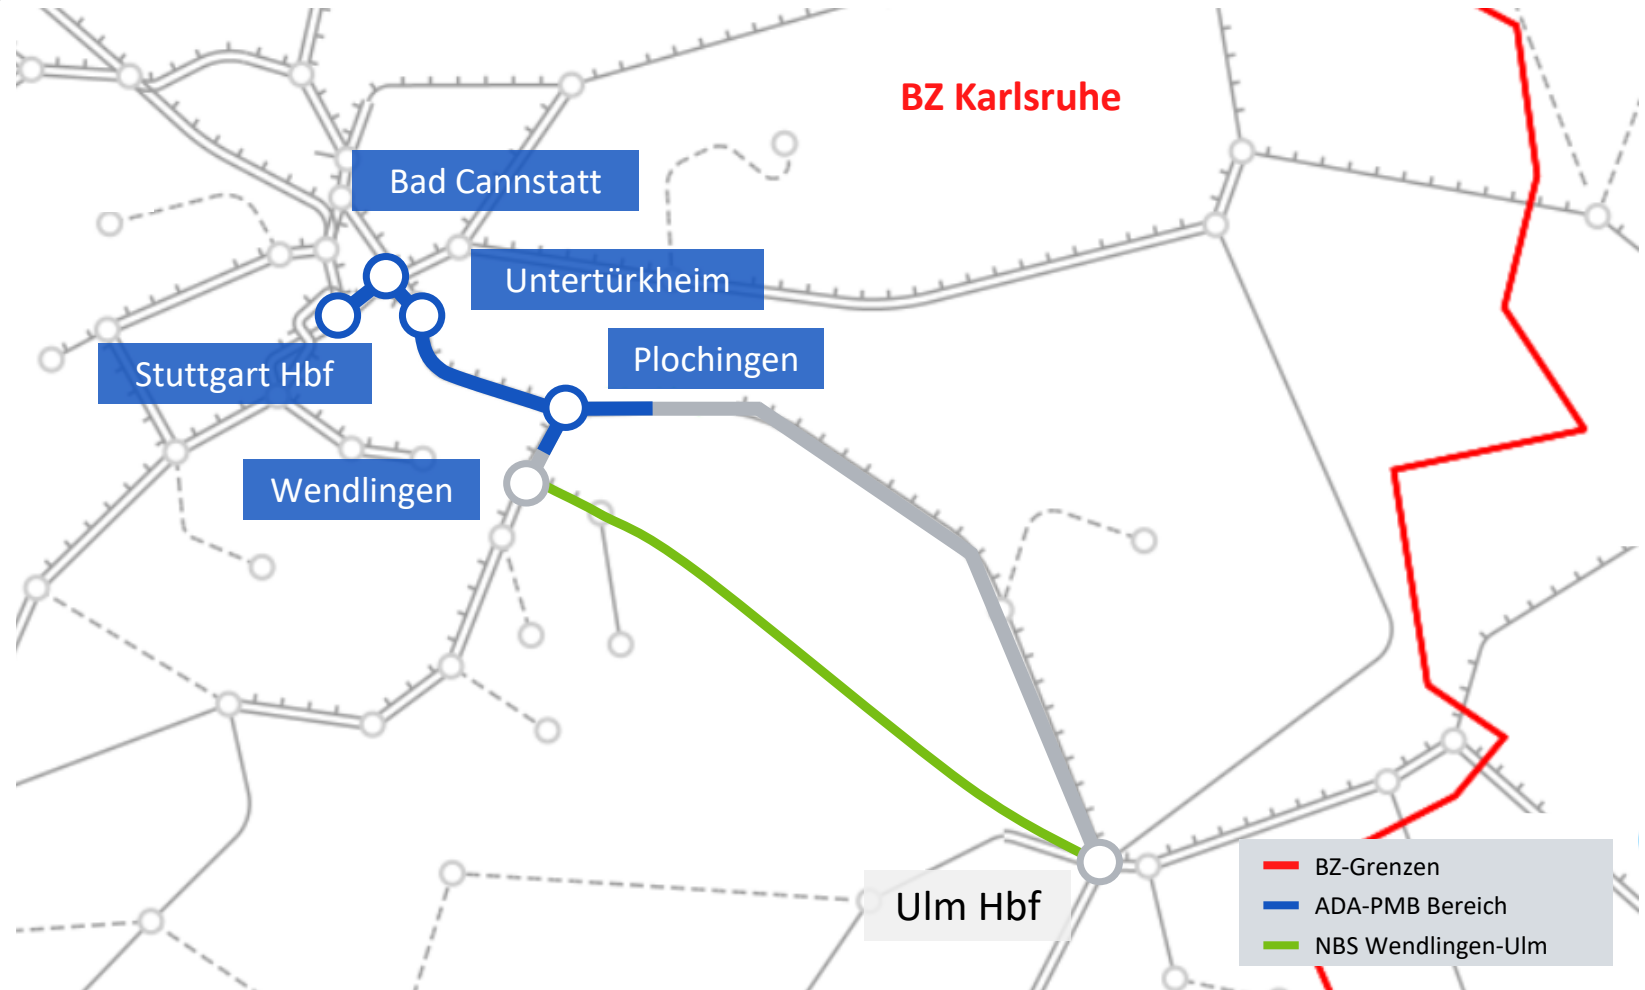 BZ Karlsruhe
Bad Cannstatt
Untertürkheim
Plochingen
Stuttgart Hbf
Wendlingen
Ulm Hbf
BZ-Grenzen
ADA-PMB Bereich
NBS Wendlingen-Ulm